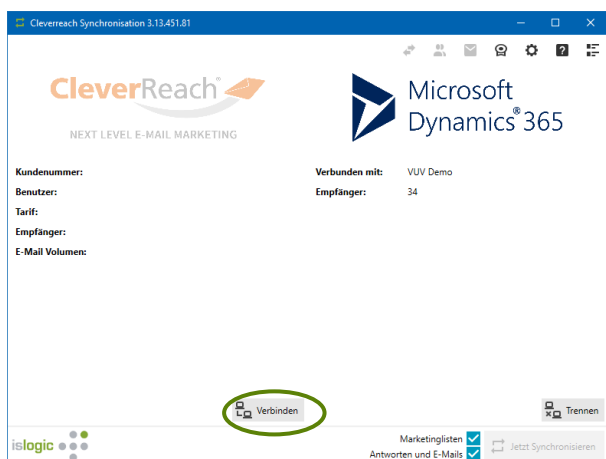 Cleverreach Synchronisation 3.13.451.81
CleverReach®
NEXT LEVEL E-MAIL MARKETING
Microsoft
Dynamics® 365
Kundenummer:
Benutzer:
Tarif:
Empfänger:
E-Mail Volumen:
Verbunden mit: VUV Demo
Empfänger: 34
Verbinden
Trennen
islogic
Marketinglisten
Antworten und E-Mails
Jetzt Synchronisieren